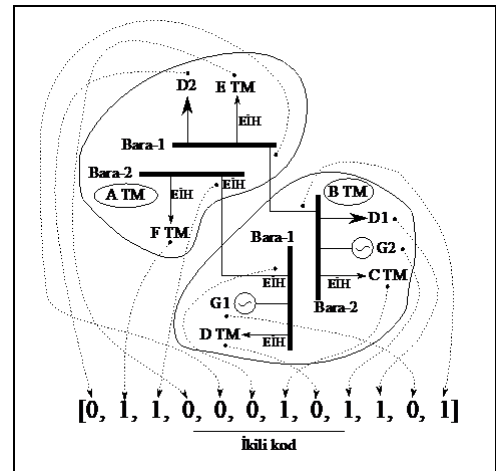 D2
E TM
EİH
Bara-1
Bara-2
EİH
EİH
A TM
B TM
F TM
D1
Bara-1
G2
EİH
C TM
EİH
G1
Bara-2
EİH
D TM
[0, 1, 1, 0, 0, 0, 1, 0, 1, 1, 0, 1]
İkili kod